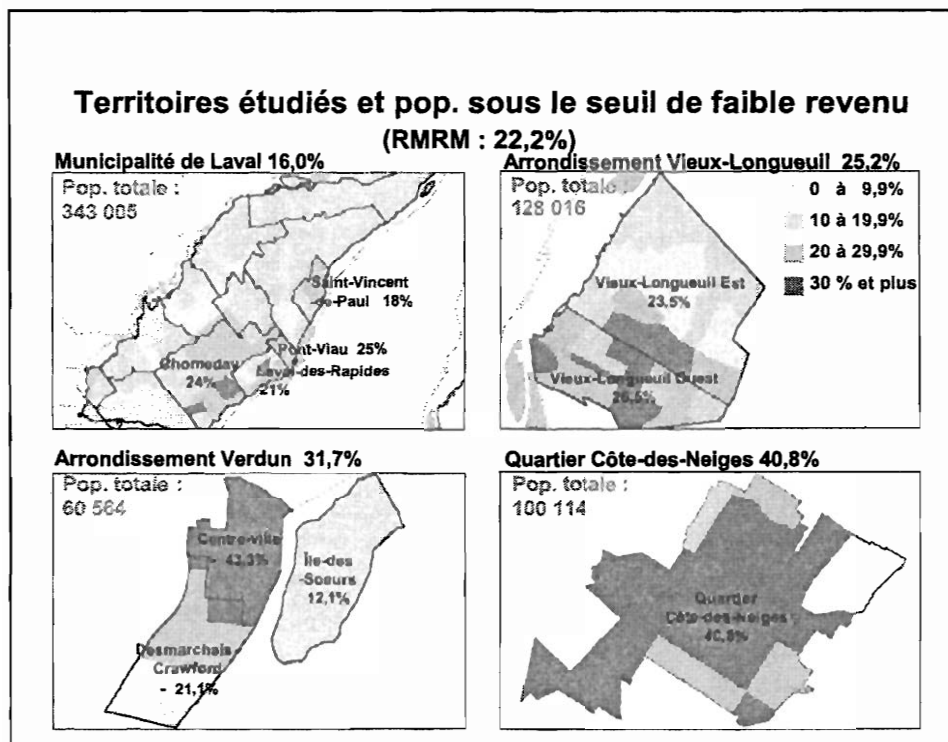 Territoires étudiés et pop. sous le seuil de faible revenu
(RMRM : 22,2%)
Municipalité de Laval 16,0%
Pop. totale :
343 005
Saint-Vincent
-de-Paul 18%
Pont-Viau 25%
Chomedey
24%
Laval-des-Rapides
21%
Arrondissement Vieux-Longueuil 25,2%
Pop. totale :
128 016
0 à 9,9%
10 à 19,9%
20 à 29,9%
30 % et plus
Vieux-Longueuil Est
23,5%
Vieux-Longueuil Ouest
26,5%
Arrondissement Verdun 31,7%
Pop. totale :
60 564
Centre-ville
- 43,3%
Île-des
-Soeurs
12,1%
Desmarchais
Crawford
- 21,1%
Quartier Côte-des-Neiges 40,8%
Pop. totale :
100 114
Quartier
Côte-des-Neiges
40,8%